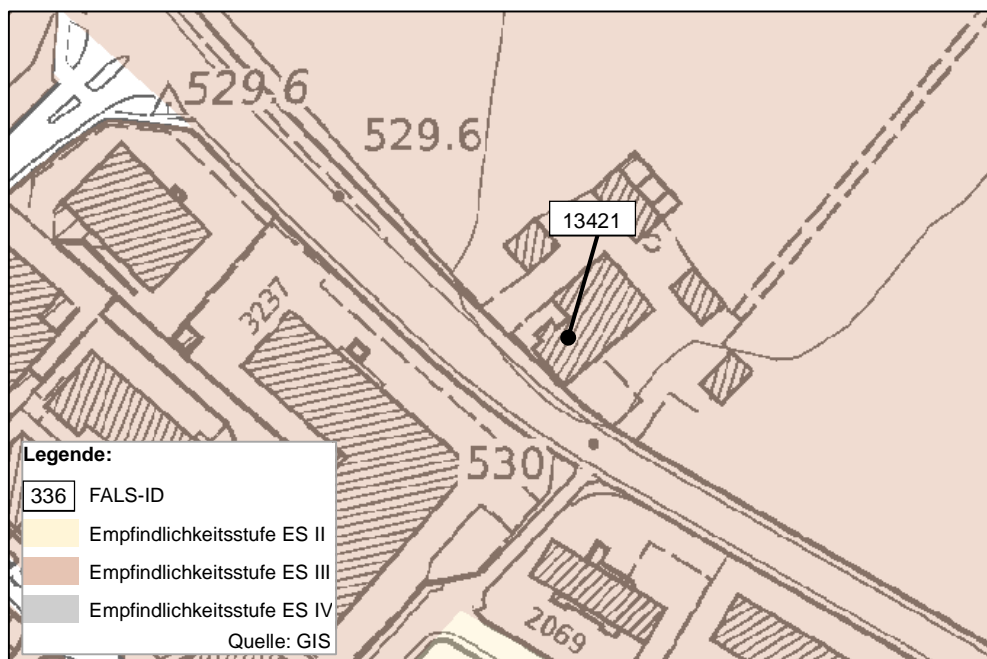 529.6
529.6
13421
3237
530
2069
Legende:
336 FALS-ID
Empfindlichkeitsstufe ES II
Empfindlichkeitsstufe ES III
Empfindlichkeitsstufe ES IV
Quelle: GIS